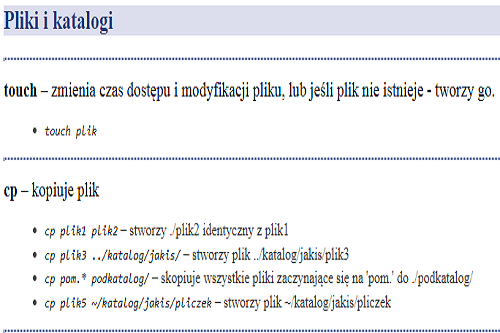 Pliki i katalogi
touch – zmienia czas dostępu i modyfikacji pliku, lub jeśli plik nie istnieje - tworzy go.
• touch plik
cp – kopiuje plik
• cp plik1 plik2 – stworzy ./plik2 identyczny z plik1
• cp plik3 ../katalog/jakis/ – stworzy plik ../katalog/jakis/plik3
• cp pom.* podkatalog/ – skopiuje wszystkie pliki zaczynające się na 'pom.' do ./podkatalog/
• cp plik5 ~/katalog/jakis/pliczek – stworzy plik ~/katalog/jakis/pliczek